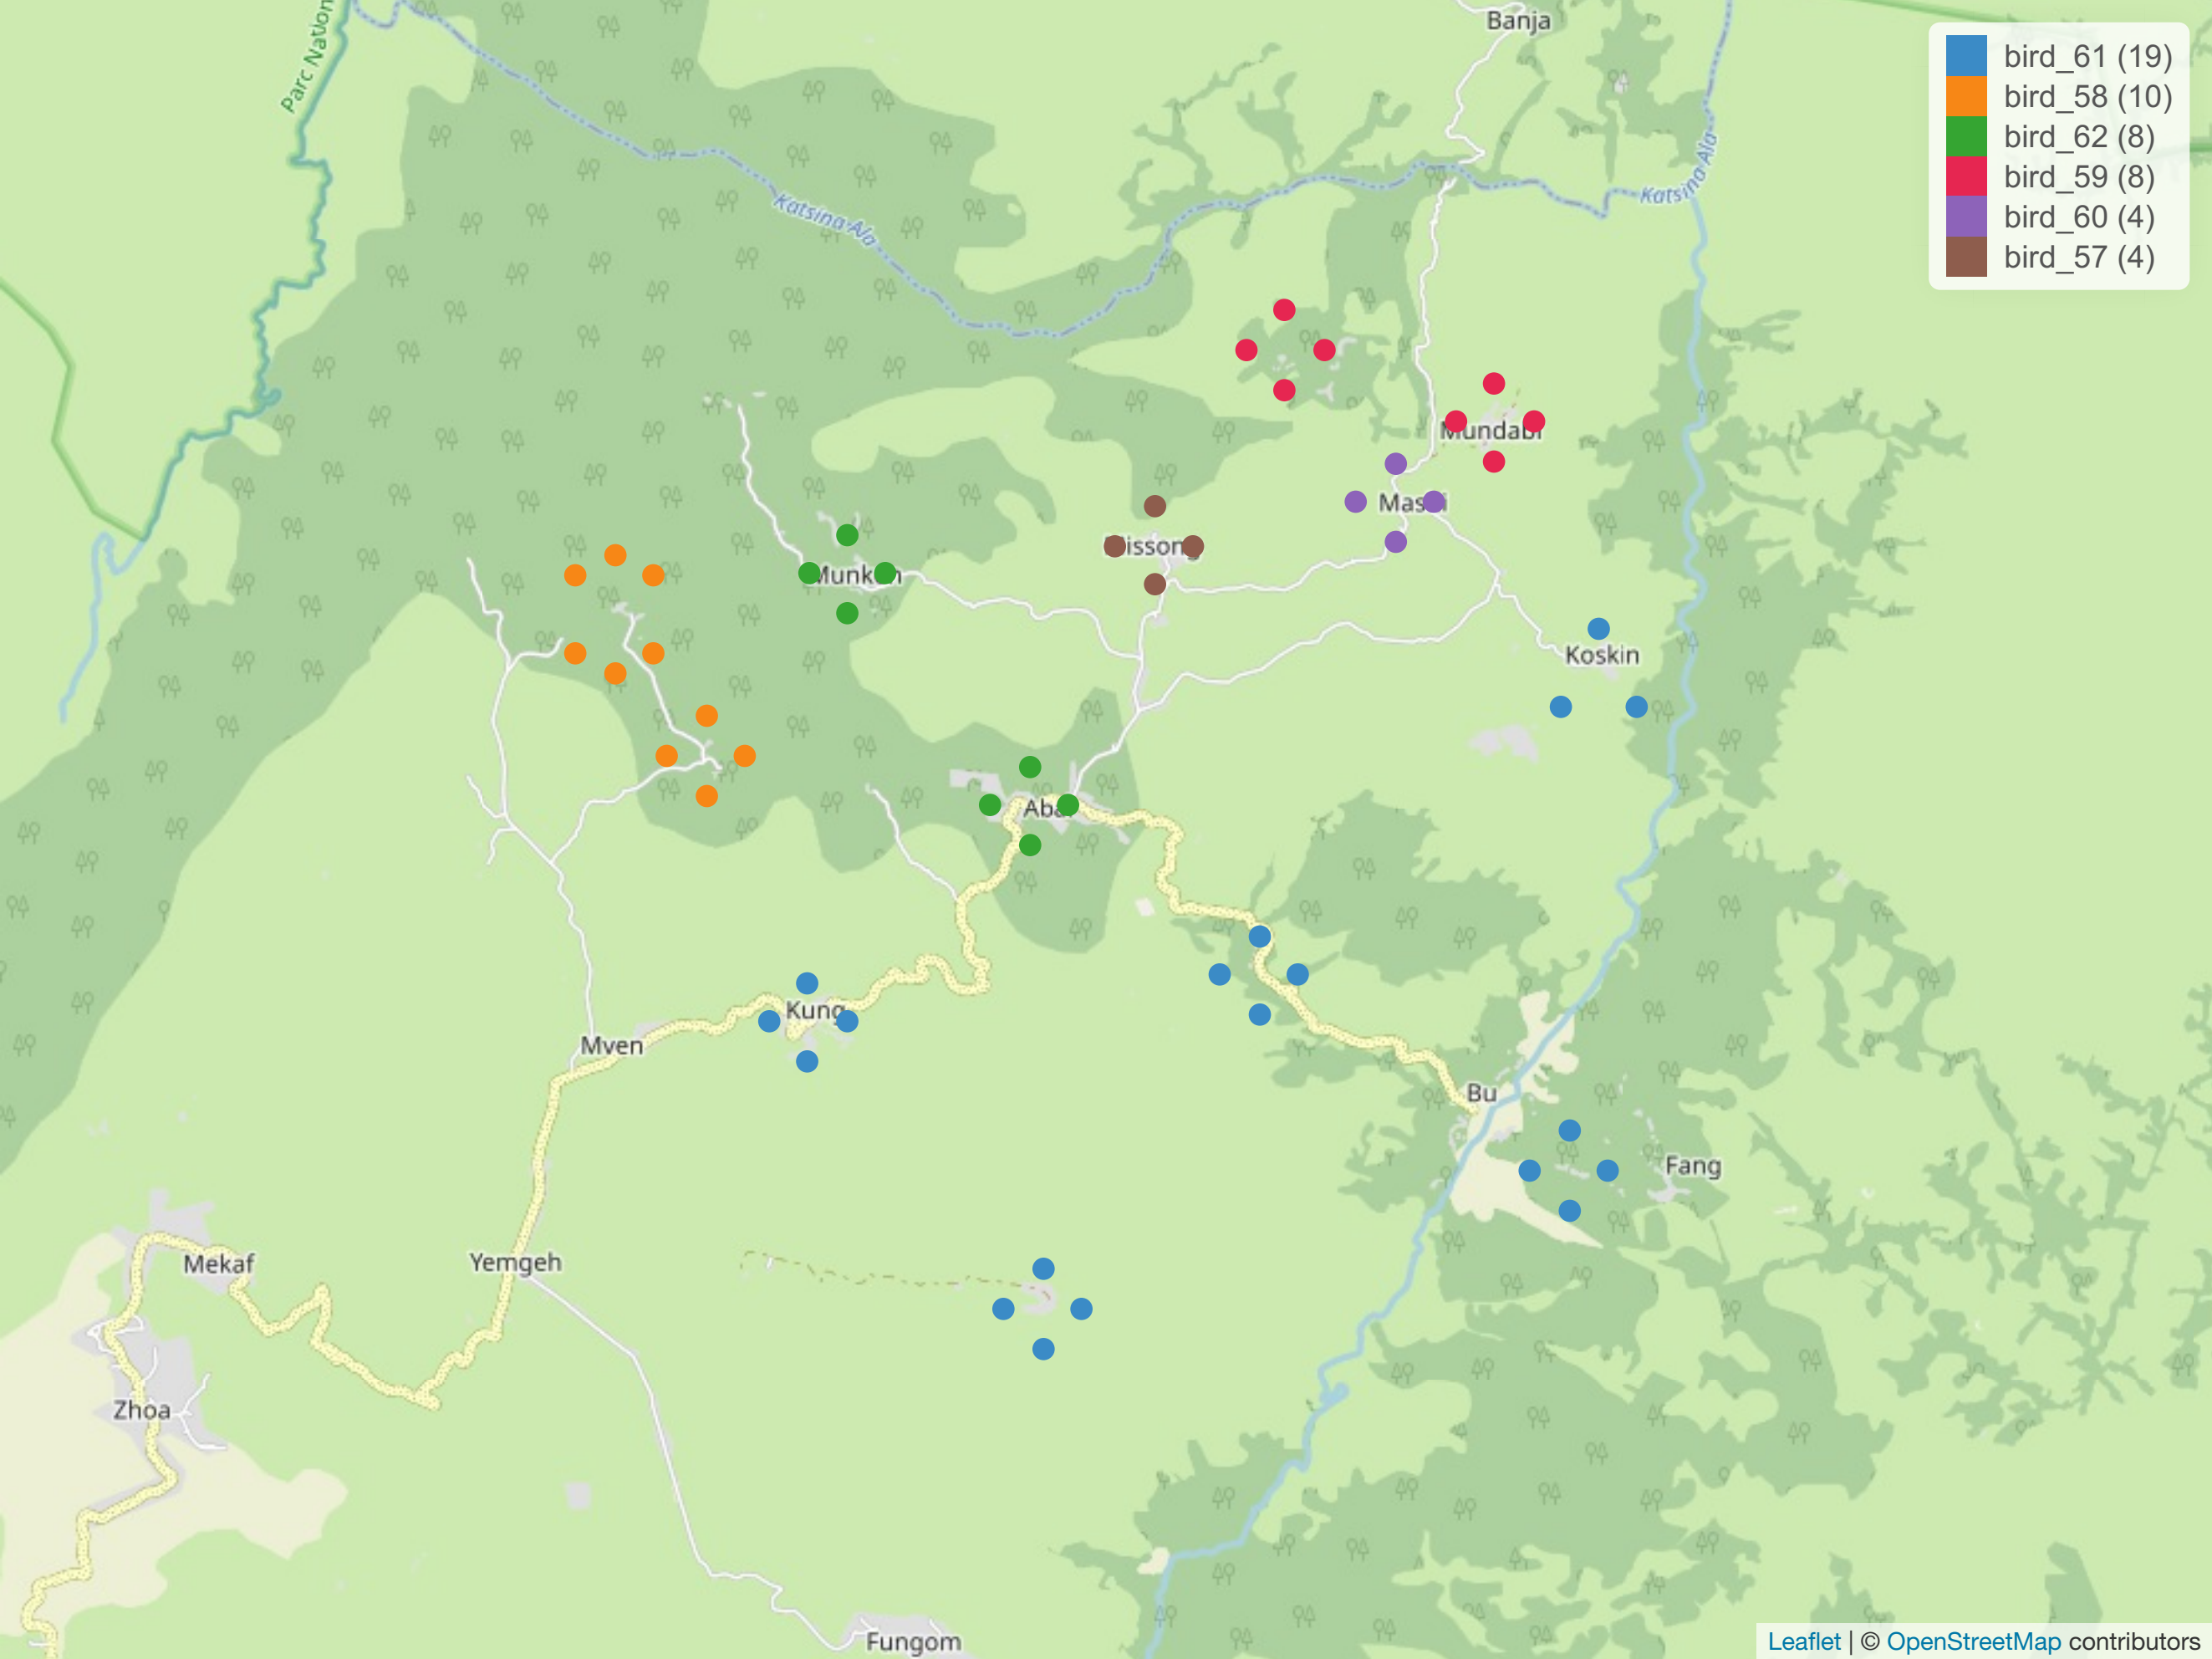 Banja
bird_61 (19)
bird_58 (10)
bird_62 (8)
bird_59 (8)
bird_60 (4)
bird_57 (4)
Parc Nation
Katsina-Ala
Katsina-Ala
Mundabi
Koskin
Kung
Mven
Bu
Fang
Mekaf
Yemgeh
Zhoa
Fungom
Leaflet | © OpenStreetMap contributors